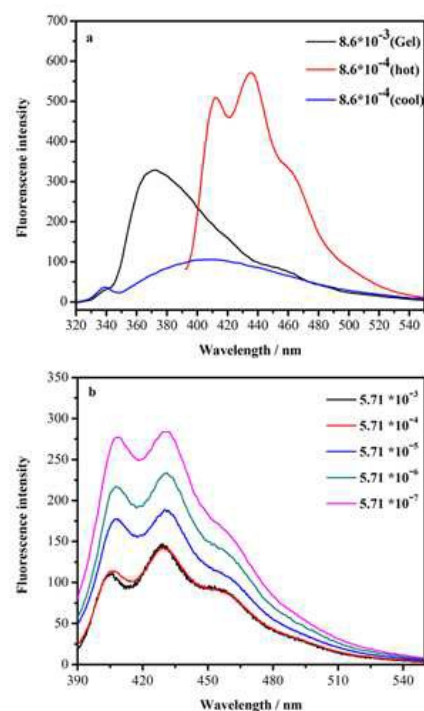 a
8.6*10-3(Gel)
8.6*10-4(hot)
8.6*10-4(cool)
700
600
500
400
300
200
100
0
Fluorenscene intensity
320 340 360 380 400 420 440 460 480 500 520 540
Wavelength / nm
b
5.71 *10-3
5.71 *10-4
5.71 *10-5
5.71 *10-6
5.71 *10-7
350
300
250
200
150
100
50
0
Fluorescence intensity
390 420 450 480 510 540
Wavelength / nm